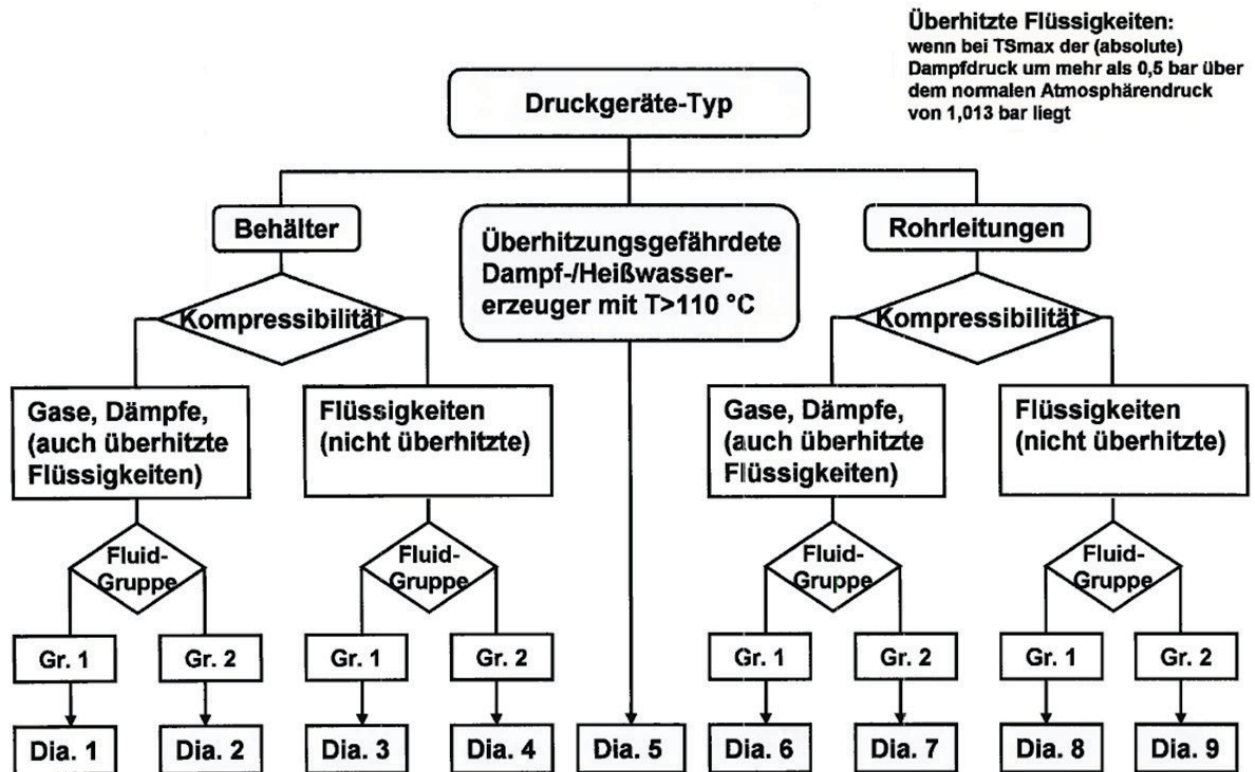 Überhitzte Flüssigkeiten:
wenn bei TSmax der (absolute)
Dampfdruck um mehr als 0,5 bar über
dem normalen Atmosphärendruck
von 1,013 bar liegt
Druckgeräte-Typ
Behälter
Überhitzungsgefährdete
Dampf-/Heißwasser-
erzeuger mit T>110 °C
Rohrleitungen
Kompressibilität
Kompressibilität
Gase, Dämpfe,
(auch überhitzte
Flüssigkeiten)
Flüssigkeiten
(nicht überhitzte)
Gase, Dämpfe,
(auch überhitzte
Flüssigkeiten)
Flüssigkeiten
(nicht überhitzte)
Fluid-
Gruppe
Fluid-
Gruppe
Fluid-
Gruppe
Fluid-
Gruppe
Gr. 1
Gr. 2
Gr. 1
Gr. 2
Gr. 1
Gr. 2
Gr. 1
Gr. 2
Dia. 1
Dia. 2
Dia. 3
Dia. 4
Dia. 5
Dia. 6
Dia. 7
Dia. 8
Dia. 9